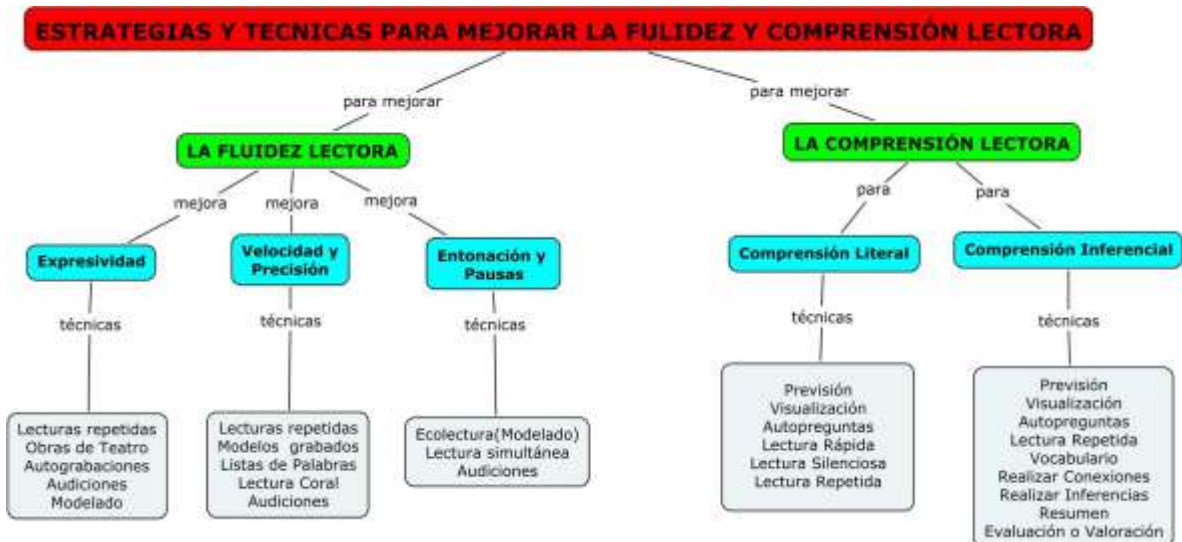 ESTRATEGIAS Y TECNICAS PARA MEJORAR LA FULIDEZ Y COMPRENSIÓN LECTORA
para mejorar
para mejorar
LA FLUIDEZ LECTORA
LA COMPRENSIÓN LECTORA
mejora
mejora
mejora
para
para
Expresividad
Velocidad y
Precisión
Entonación y
Pausas
Comprensión Literal
Comprensión Inferencial
técnicas
técnicas
técnicas
técnicas
técnicas
Lecturas repetidas
Obras de Teatro
Autograbaciones
Audiciones
Modelado
Lecturas repetidas
Modelos grabados
Listas de Palabras
Lectura Coral
Audiciones
Ecolectura(Modelado)
Lectura simultánea
Audiciones
Previsión
Visualización
Autopreguntas
Lectura Rápida
Lectura Silenciosa
Lectura Repetida
Previsión
Visualización
Autopreguntas
Lectura Repetida
Vocabulario
Realizar Conexiones
Realizar Inferencias
Resumen
Evaluación o Valoración